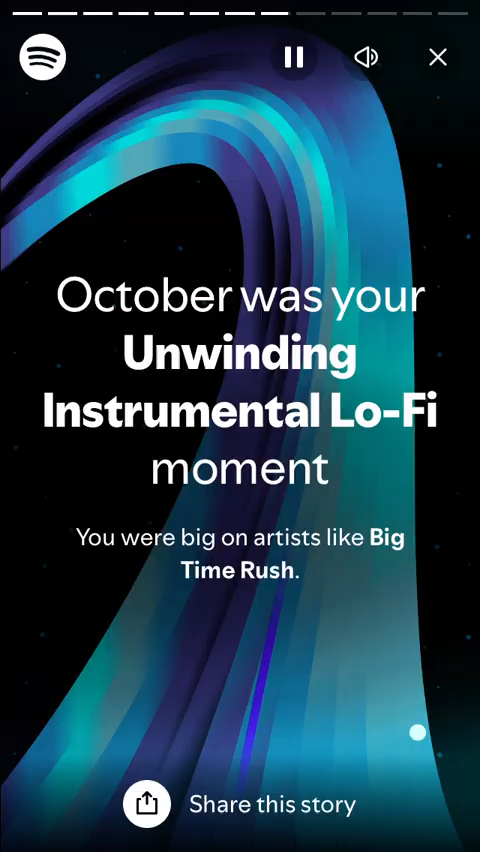 October was your
Unwinding
Instrumental Lo-Fi
moment
You were big on artists like Big
Time Rush.
Share this story